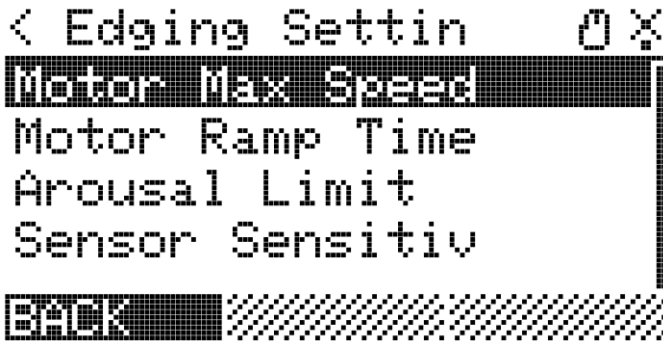 < Edging Settin
Motor Max Speed
Motor Ramp Time
Arousal Limit
Sensor Sensitiv
BACK